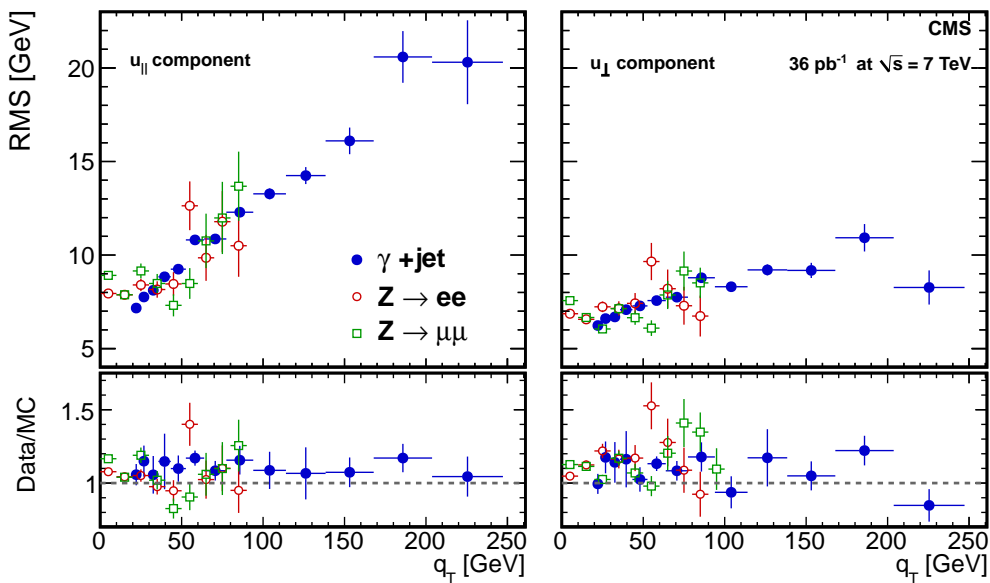 RMS [GeV]
20
15
10
5
u|| component
γ +jet
Z → ee
Z → μμ
CMS
u⊥ component
36 pb⁻¹ at √s = 7 TeV
Data/MC
1.5
1
0 50 100 150 200 250
q_T [GeV]
0 50 100 150 200 250
q_T [GeV]